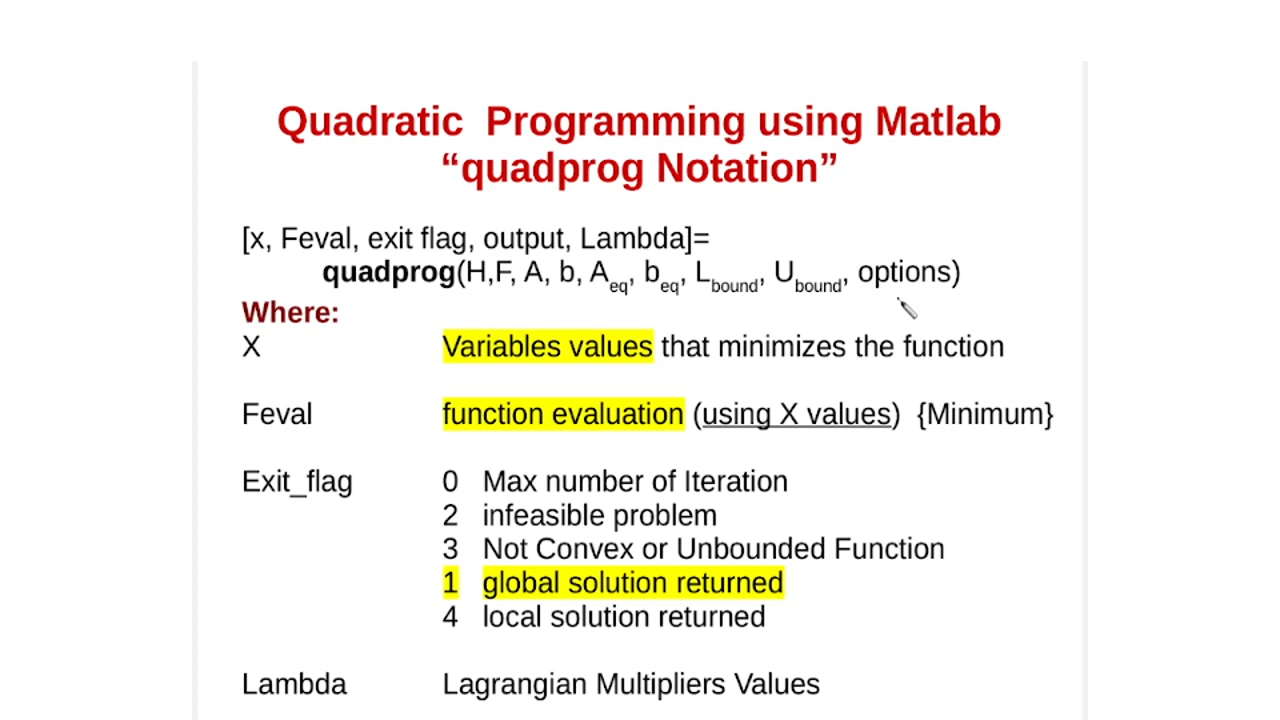 Quadratic  Programming using Matlab
“quadprog Notation”
[x, Feval, exit flag, output, Lambda]=
quadprog(H,F, A, b, Aeq, beq, Lbound, Ubound, options)
Where:
X Variables values that minimizes the function
Feval function evaluation (using X values)  {Minimum}
Exit_flag 0 Max number of Iteration
2 infeasible problem
3 Not Convex or Unbounded Function
1 global solution returned
4 local solution returned
Lambda Lagrangian Multipliers Values